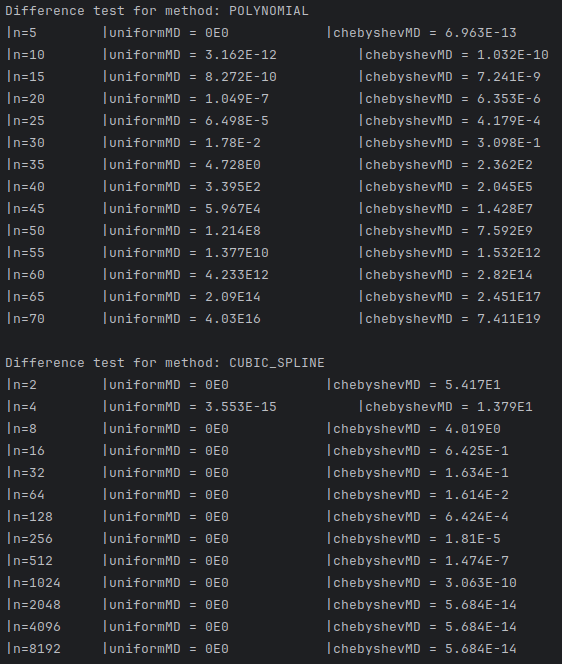 Difference test for method: POLYNOMIAL
|n=5 |uniformMD = 0E0 |chebyshevMD = 6.963E-13
|n=10 |uniformMD = 3.162E-12 |chebyshevMD = 1.032E-10
|n=15 |uniformMD = 8.272E-10 |chebyshevMD = 7.241E-9
|n=20 |uniformMD = 1.049E-7 |chebyshevMD = 6.353E-6
|n=25 |uniformMD = 6.498E-5 |chebyshevMD = 4.179E-4
|n=30 |uniformMD = 1.78E-2 |chebyshevMD = 3.098E-1
|n=35 |uniformMD = 4.728E0 |chebyshevMD = 2.362E2
|n=40 |uniformMD = 3.395E2 |chebyshevMD = 2.045E5
|n=45 |uniformMD = 5.967E4 |chebyshevMD = 1.428E7
|n=50 |uniformMD = 1.214E8 |chebyshevMD = 7.592E9
|n=55 |uniformMD = 1.377E10 |chebyshevMD = 1.532E12
|n=60 |uniformMD = 4.233E12 |chebyshevMD = 2.82E14
|n=65 |uniformMD = 2.09E14 |chebyshevMD = 2.451E17
|n=70 |uniformMD = 4.03E16 |chebyshevMD = 7.411E19
Difference test for method: CUBIC_SPLINE
|n=2 |uniformMD = 0E0 |chebyshevMD = 5.417E1
|n=4 |uniformMD = 3.553E-15 |chebyshevMD = 1.379E1
|n=8 |uniformMD = 0E0 |chebyshevMD = 4.019E0
|n=16 |uniformMD = 0E0 |chebyshevMD = 6.425E-1
|n=32 |uniformMD = 0E0 |chebyshevMD = 1.634E-1
|n=64 |uniformMD = 0E0 |chebyshevMD = 1.614E-2
|n=128 |uniformMD = 0E0 |chebyshevMD = 6.424E-4
|n=256 |uniformMD = 0E0 |chebyshevMD = 1.81E-5
|n=512 |uniformMD = 0E0 |chebyshevMD = 1.474E-7
|n=1024 |uniformMD = 0E0 |chebyshevMD = 3.063E-10
|n=2048 |uniformMD = 0E0 |chebyshevMD = 5.684E-14
|n=4096 |uniformMD = 0E0 |chebyshevMD = 5.684E-14
|n=8192 |uniformMD = 0E0 |chebyshevMD = 5.684E-14